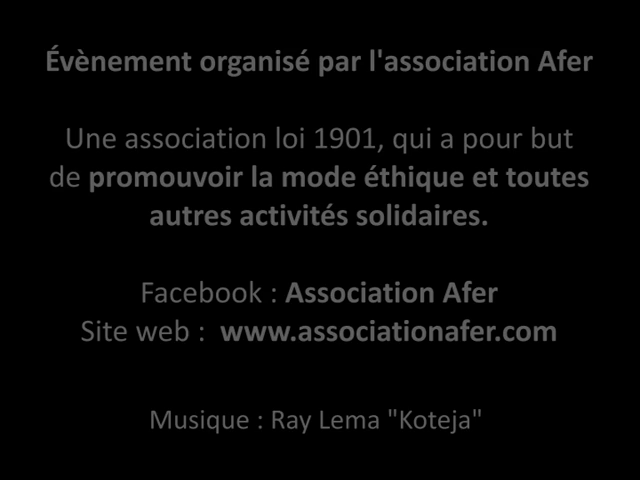 Évènement organisé par l'association Afer
Une association loi 1901, qui a pour but
de promouvoir la mode éthique et toutes
autres activités solidaires.
Facebook : Association Afer
Site web : www.associationafer.com
Musique : Ray Lema "Koteja"